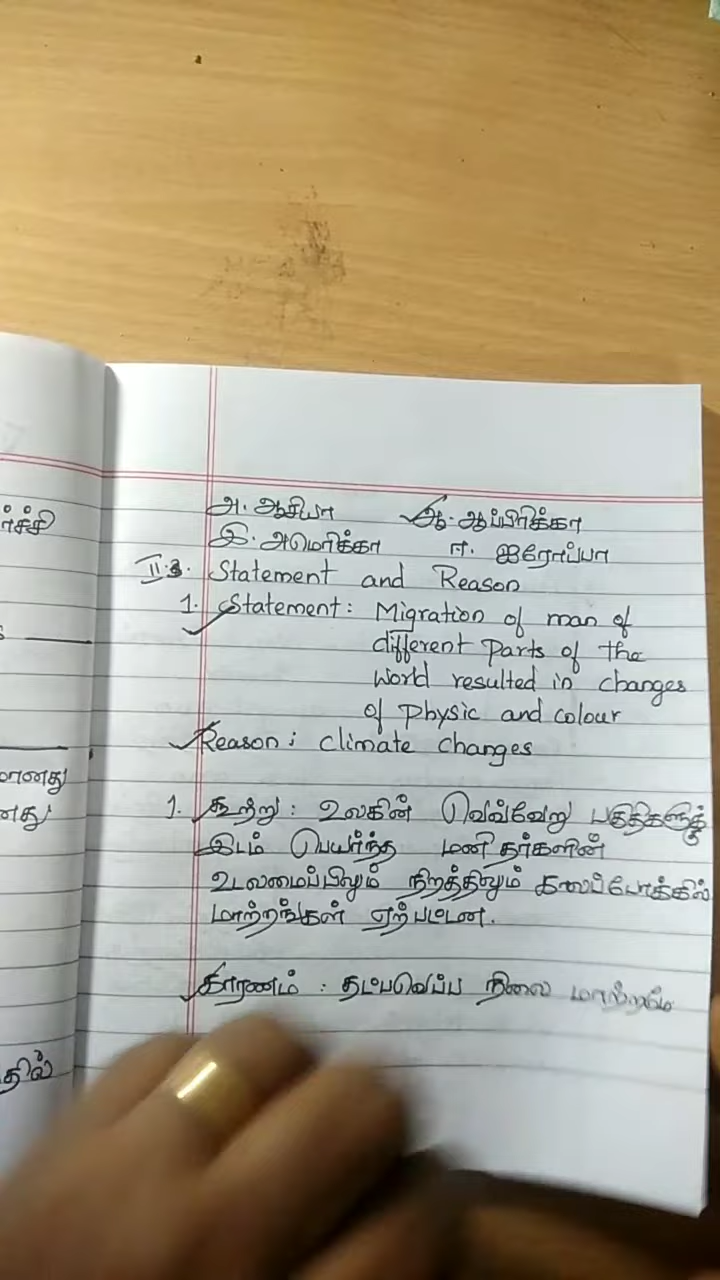 அ. ஆசியா ஆ. ஆப்பிரிக்கா
இ. அமெரிக்கா ஈ. ஐரோப்பா
II. 3. Statement and Reason
1. Statement: Migration of man of
different parts of the
world resulted in changes
of physic and colour
Reason: climate changes
1. கூற்று: உலகின் வெவ்வேறு பகுதிகளுக்கு
இடம் பெயர்ந்த மனிதர்களின்
உடலமைப்பிலும் நிறத்திலும் காலப்போக்கில்
மாற்றங்கள் ஏற்பட்டன.
காரணம்: தட்பவெப்ப நிலை மாற்றமே